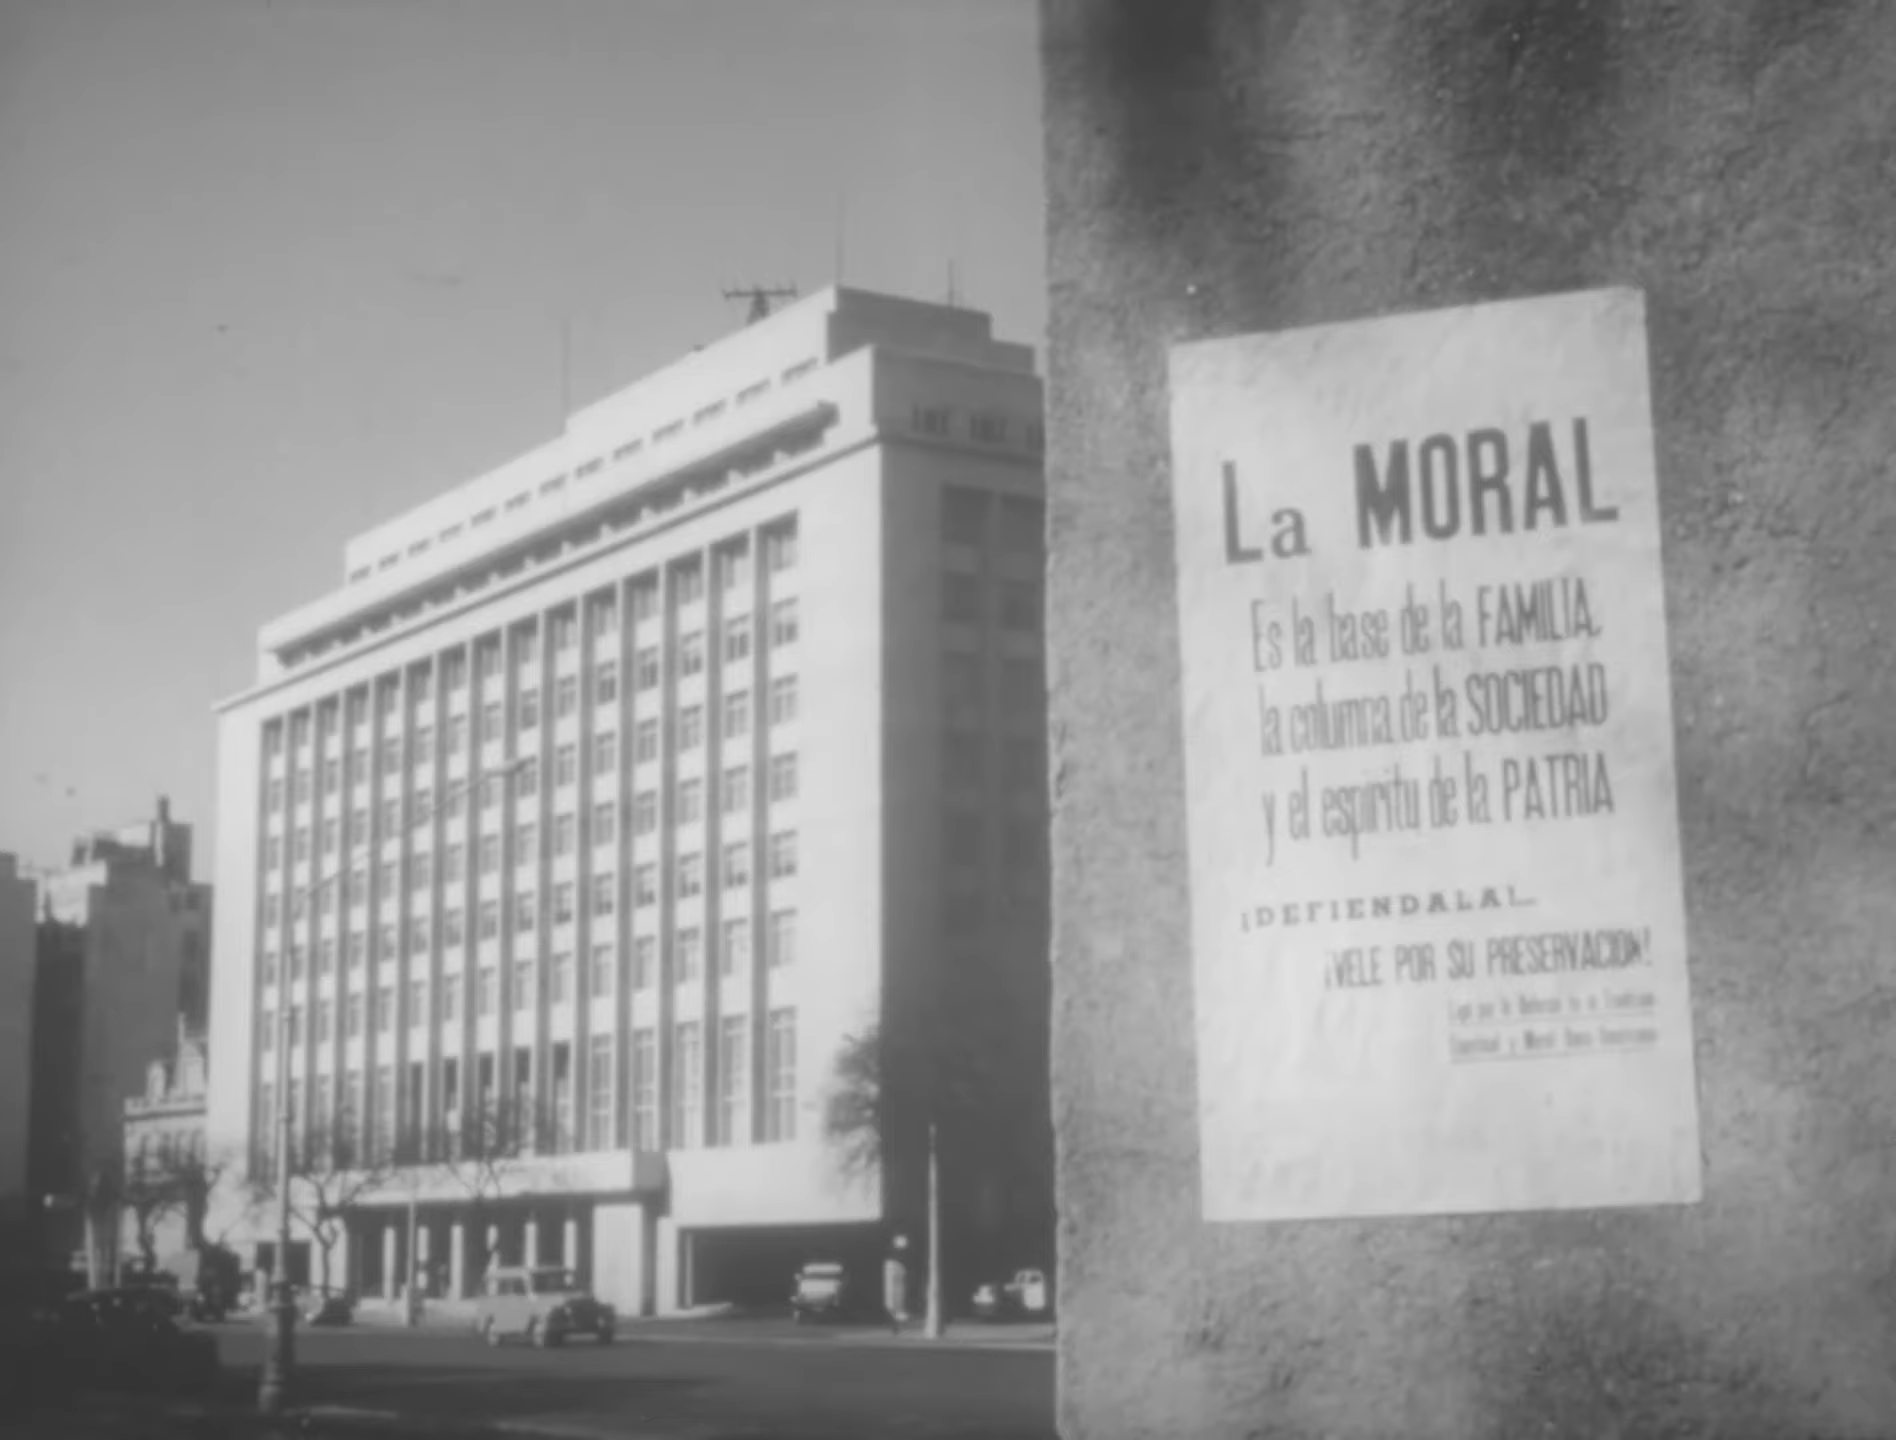 La MORAL
Es la base de la FAMILIA,
la columna de la SOCIEDAD
y el espiritu de la PATRIA
¡DEFIENDALA!...
¡VELE POR SU PRESERVACION!
y Moral